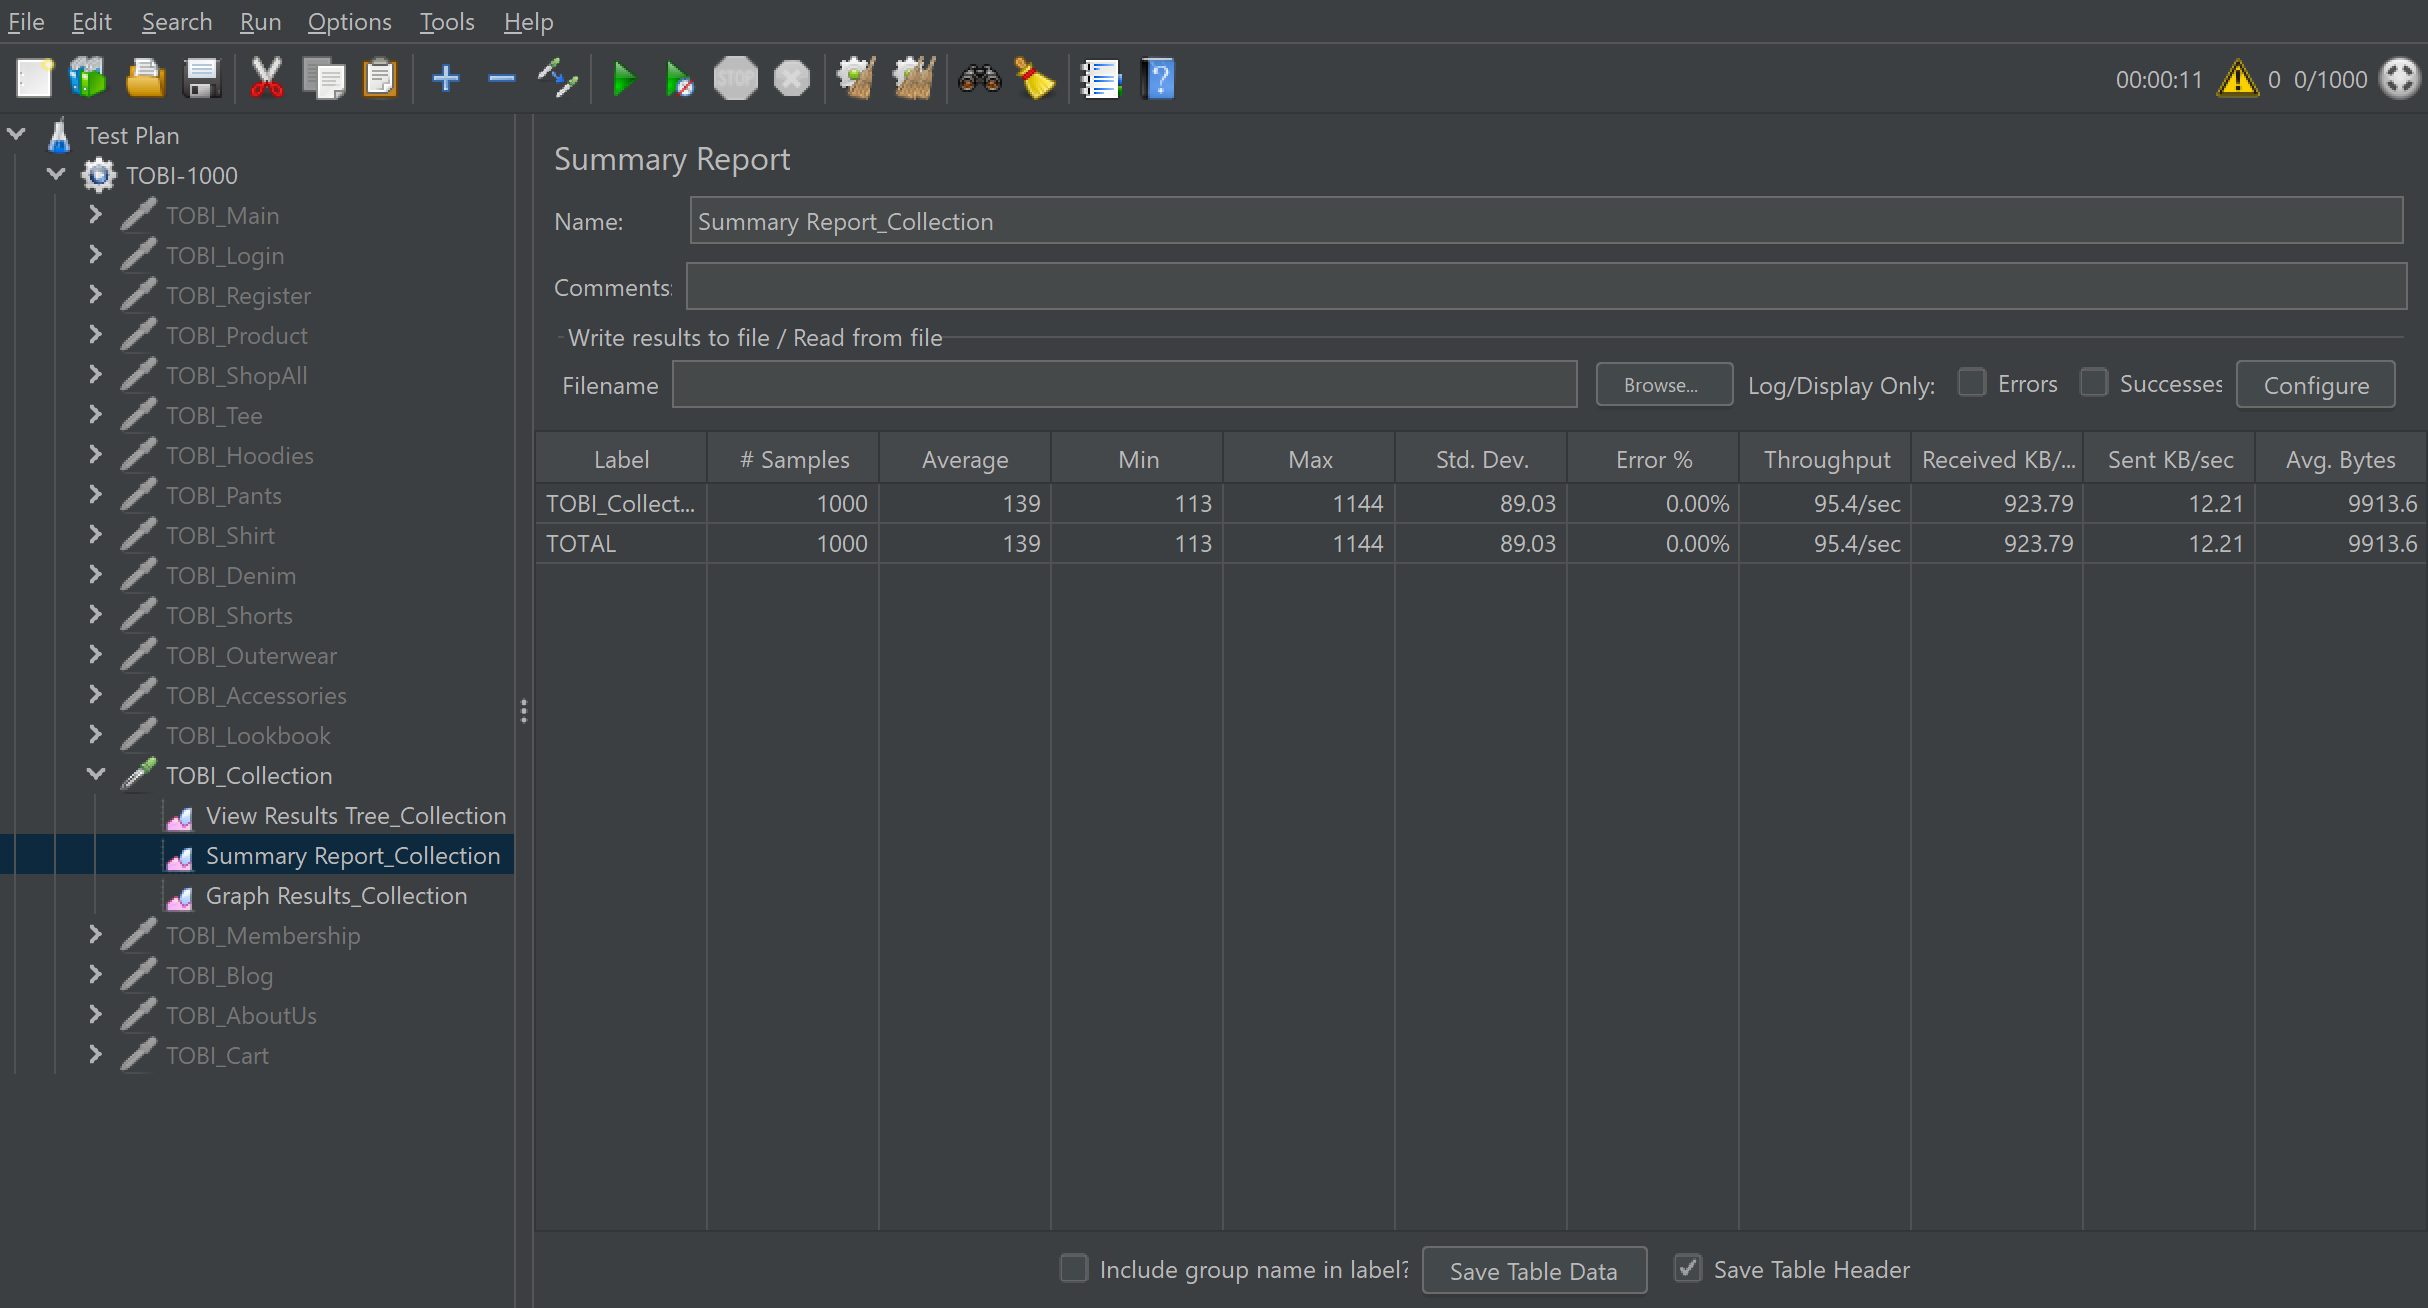 File Edit Search Run Options Tools Help
STOP 00:00:11 0 0/1000
Test Plan
TOBI-1000
TOBI_Main
TOBI_Login
TOBI_Register
TOBI_Product
TOBI_ShopAll
TOBI_Tee
TOBI_Hoodies
TOBI_Pants
TOBI_Shirt
TOBI_Denim
TOBI_Shorts
TOBI_Outerwear
TOBI_Accessories
TOBI_Lookbook
TOBI_Collection
View Results Tree_Collection
Summary Report_Collection
Graph Results_Collection
TOBI_Membership
TOBI_Blog
TOBI_AboutUs
TOBI_Cart
Summary Report
Name: Summary Report_Collection
Comments:
Write results to file / Read from file
Filename Browse... Log/Display Only: Errors Successes Configure
Label # Samples Average Min Max Std. Dev. Error % Throughput Received KB/... Sent KB/sec Avg. Bytes
TOBI_Collect... 1000 139 113 1144 89.03 0.00% 95.4/sec 923.79 12.21 9913.6
TOTAL 1000 139 113 1144 89.03 0.00% 95.4/sec 923.79 12.21 9913.6
Include group name in label? Save Table Data Save Table Header